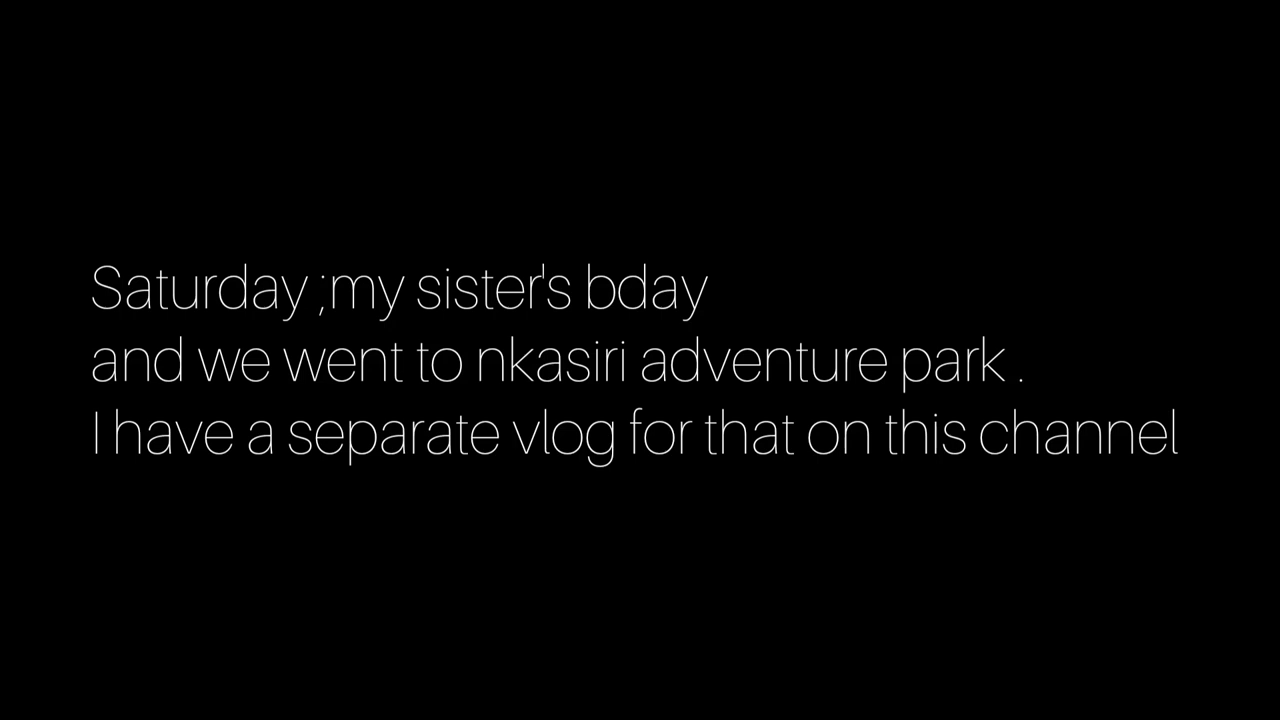 Saturday ;my sister's bday
and we went to nkasiri adventure park .
I have a separate vlog for that on this channel